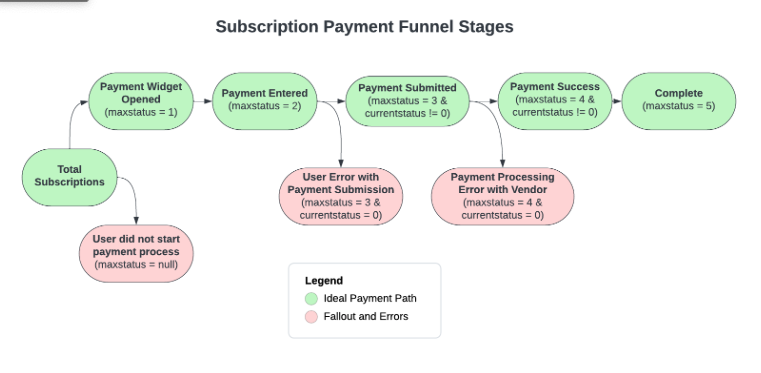 Subscription Payment Funnel Stages
Payment Widget
Opened
(maxstatus = 1)
Payment Entered
(maxstatus = 2)
Payment Submitted
(maxstatus = 3 &
currentstatus != 0)
Payment Success
(maxstatus = 4 &
currentstatus != 0)
Complete
(maxstatus = 5)
Total
Subscriptions
User Error with
Payment Submission
(maxstatus = 3 &
currentstatus = 0)
Payment Processing
Error with Vendor
(maxstatus = 4 &
currentstatus = 0)
User did not start
payment process
(maxstatus = null)
Legend
Ideal Payment Path
Fallout and Errors